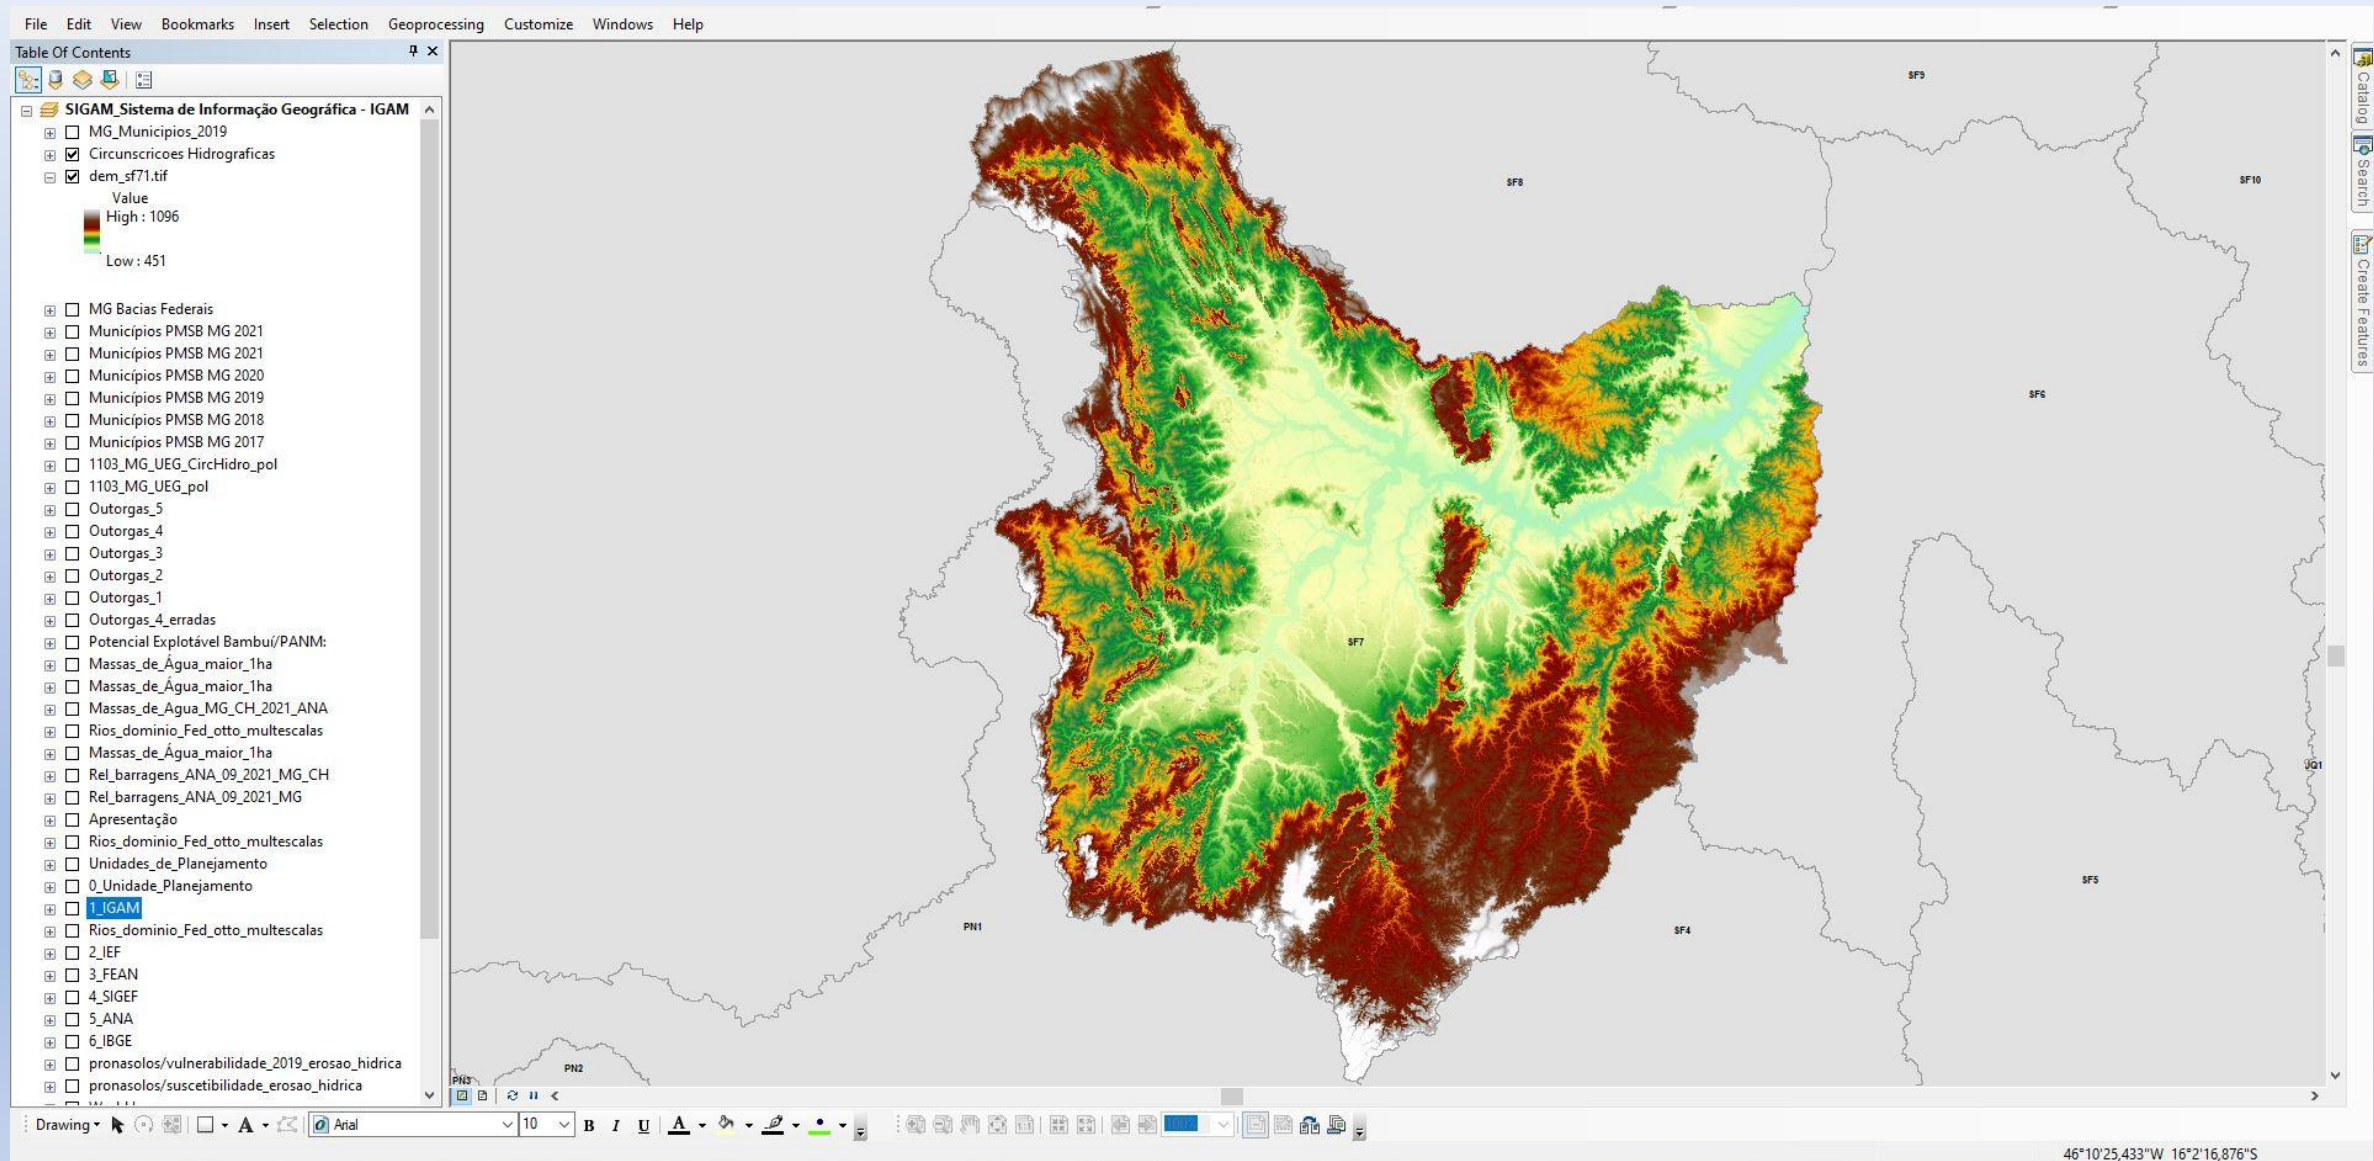 File Edit View Bookmarks Insert Selection Geoprocessing Customize Windows Help
Table Of Contents
SIGAM_Sistema de Informação Geográfica - IGAM
MG_Municipios_2019
Circunscricoes Hidrograficas
dem_sf71.tif
Value
High : 1096
Low : 451
MG Bacias Federais
Municípios PMSB MG 2021
Municípios PMSB MG 2021
Municípios PMSB MG 2020
Municípios PMSB MG 2019
Municípios PMSB MG 2018
Municípios PMSB MG 2017
1103_MG_UEG_CircHidro_pol
1103_MG_UEG_pol
Outorgas_5
Outorgas_4
Outorgas_3
Outorgas_2
Outorgas_1
Outorgas_4_erradas
Potencial Explotável Bambuí/PANM:
Massas_de_Água_maior_1ha
Massas_de_Água_maior_1ha
Massas_de_Agua_MG_CH_2021_ANA
Rios_dominio_Fed_otto_multescalas
Massas_de_Água_maior_1ha
Rel_barragens_ANA_09_2021_MG_CH
Rel_barragens_ANA_09_2021_MG
Apresentação
Rios_dominio_Fed_otto_multescalas
Unidades_de_Planejamento
0_Unidade_Planejamento
1_IGAM
Rios_dominio_Fed_otto_multescalas
2_IEF
3_FEAN
4_SIGEF
5_ANA
6_IBGE
pronasolos/vulnerabilidade_2019_erosao_hidrica
pronasolos/suscetibilidade_erosao_hidrica
SF9
SF8
SF10
SF6
SF7
JQ1
SF5
PN1
SF4
PN2
PN3
Catalog
Search
Create Features
Drawing Arial 10 B I U A 100%
46°10'25,433"W 16°2'16,876"S